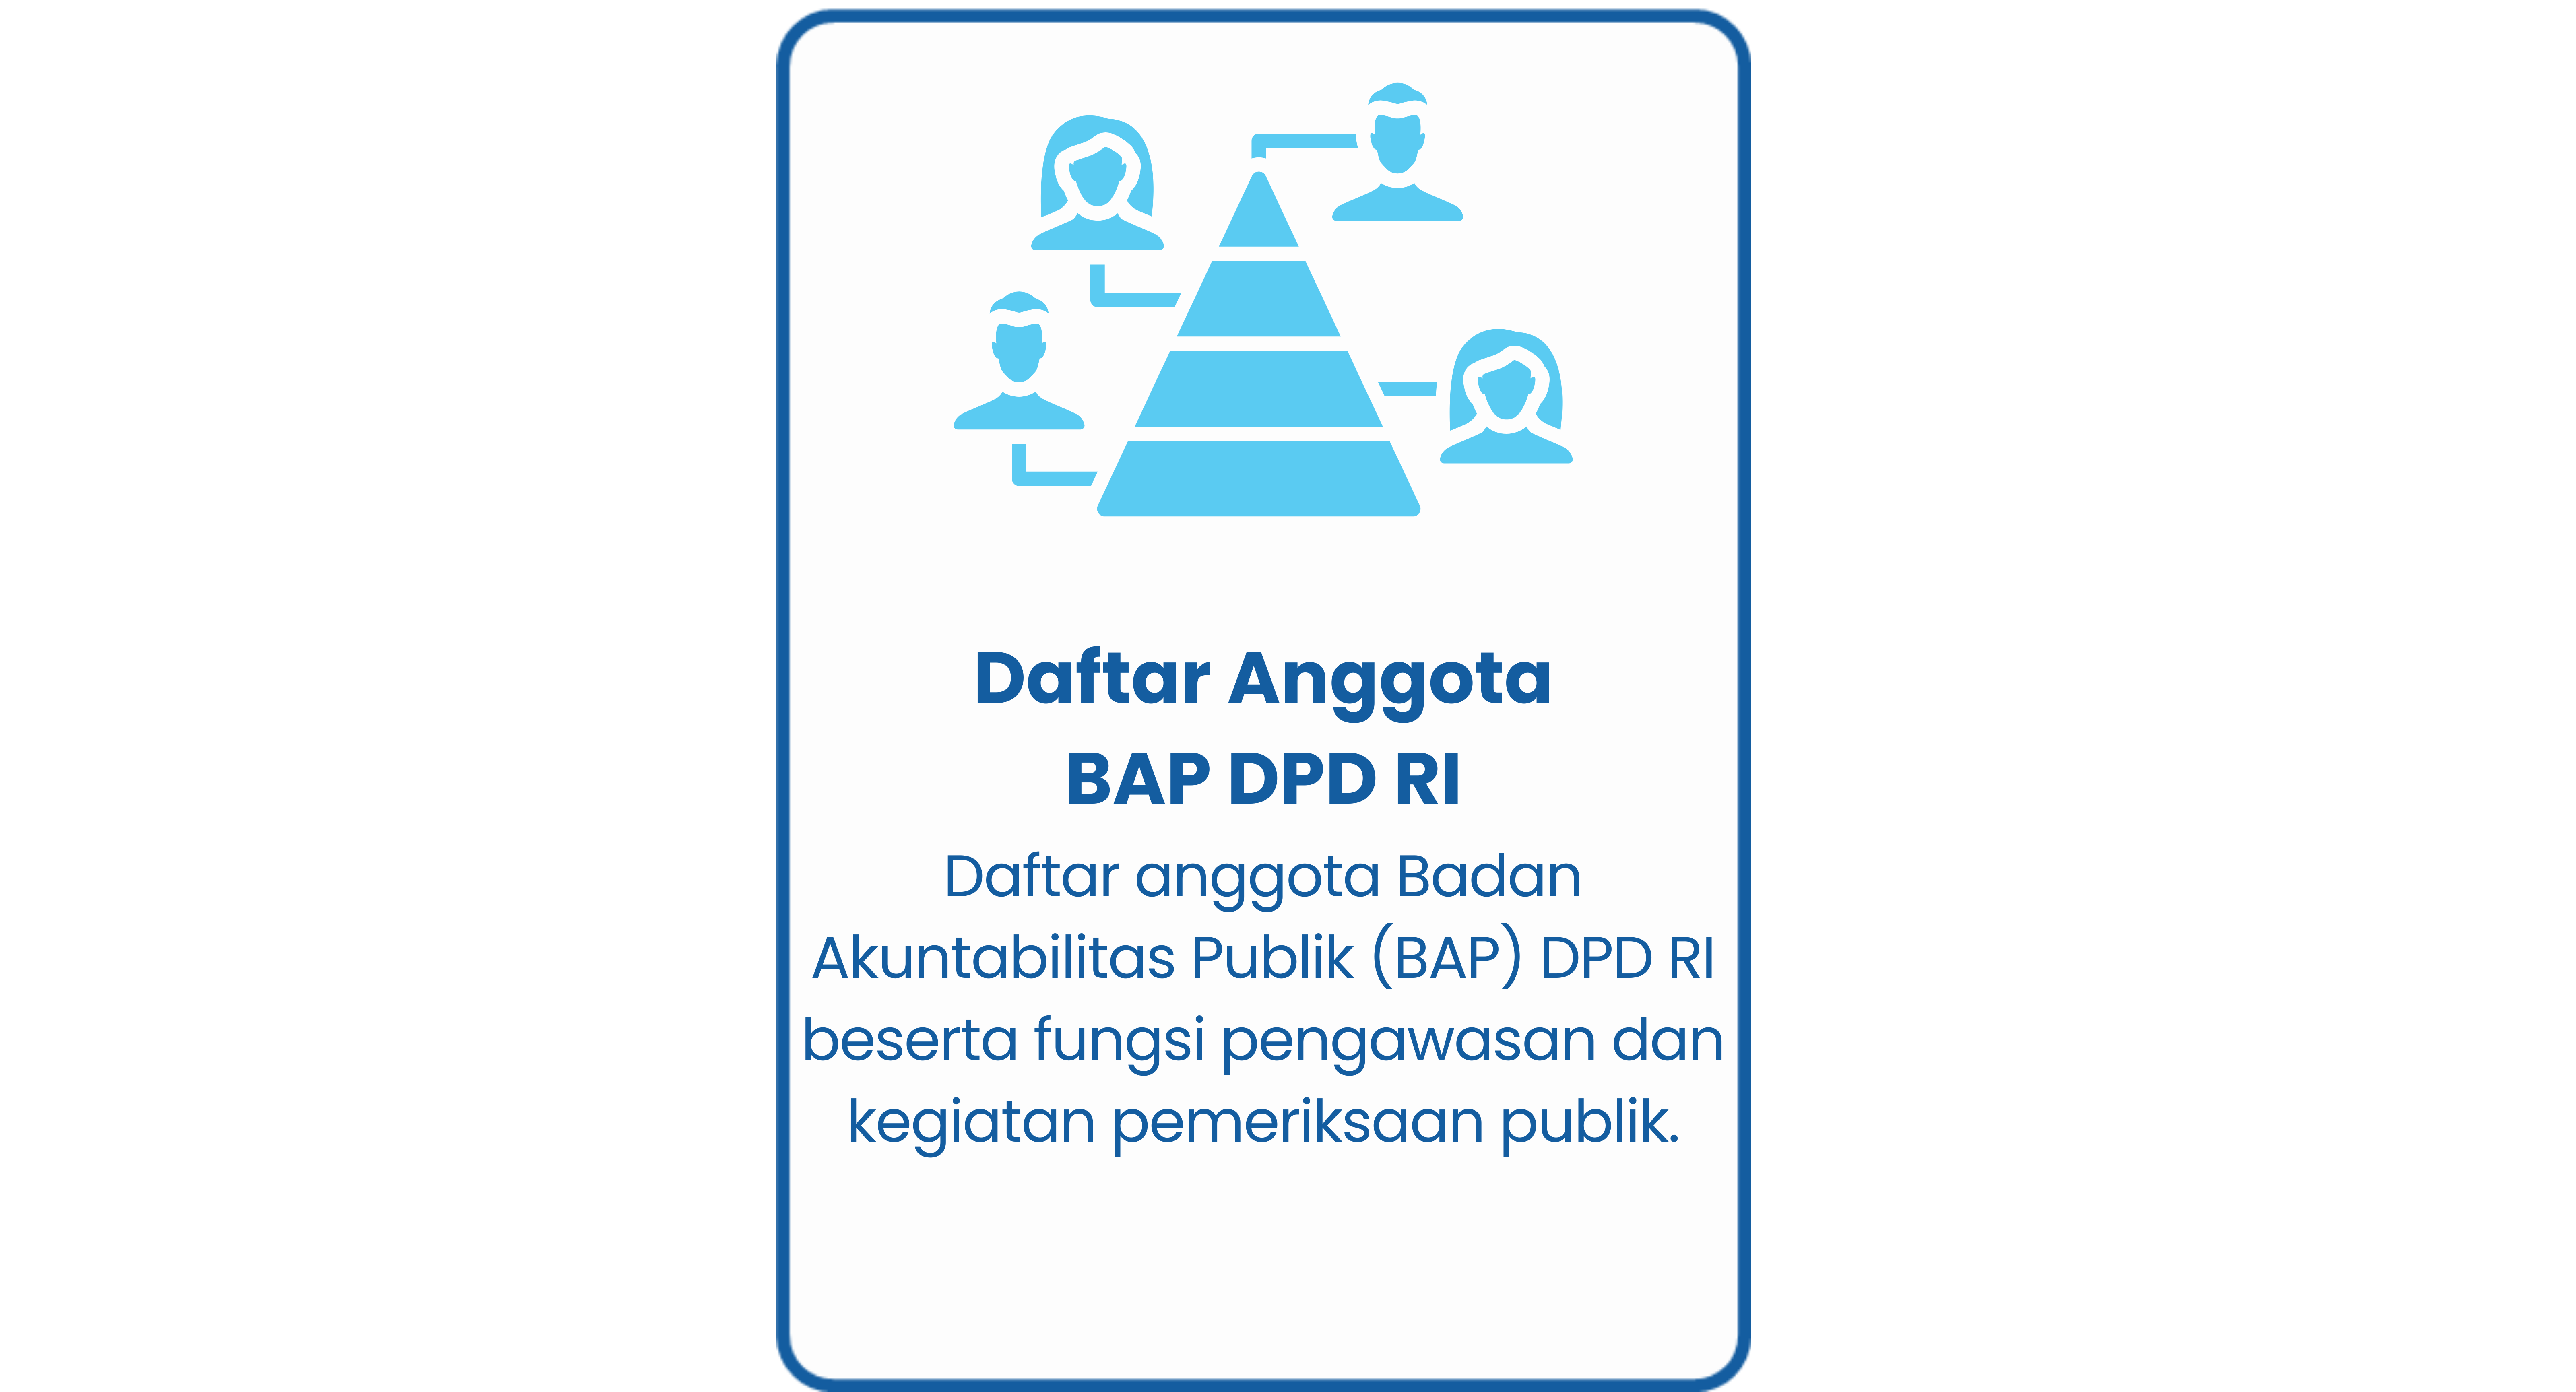 Daftar Anggota
BAP DPD RI
Daftar anggota Badan
Akuntabilitas Publik (BAP) DPD RI
beserta fungsi pengawasan dan
kegiatan pemeriksaan publik.